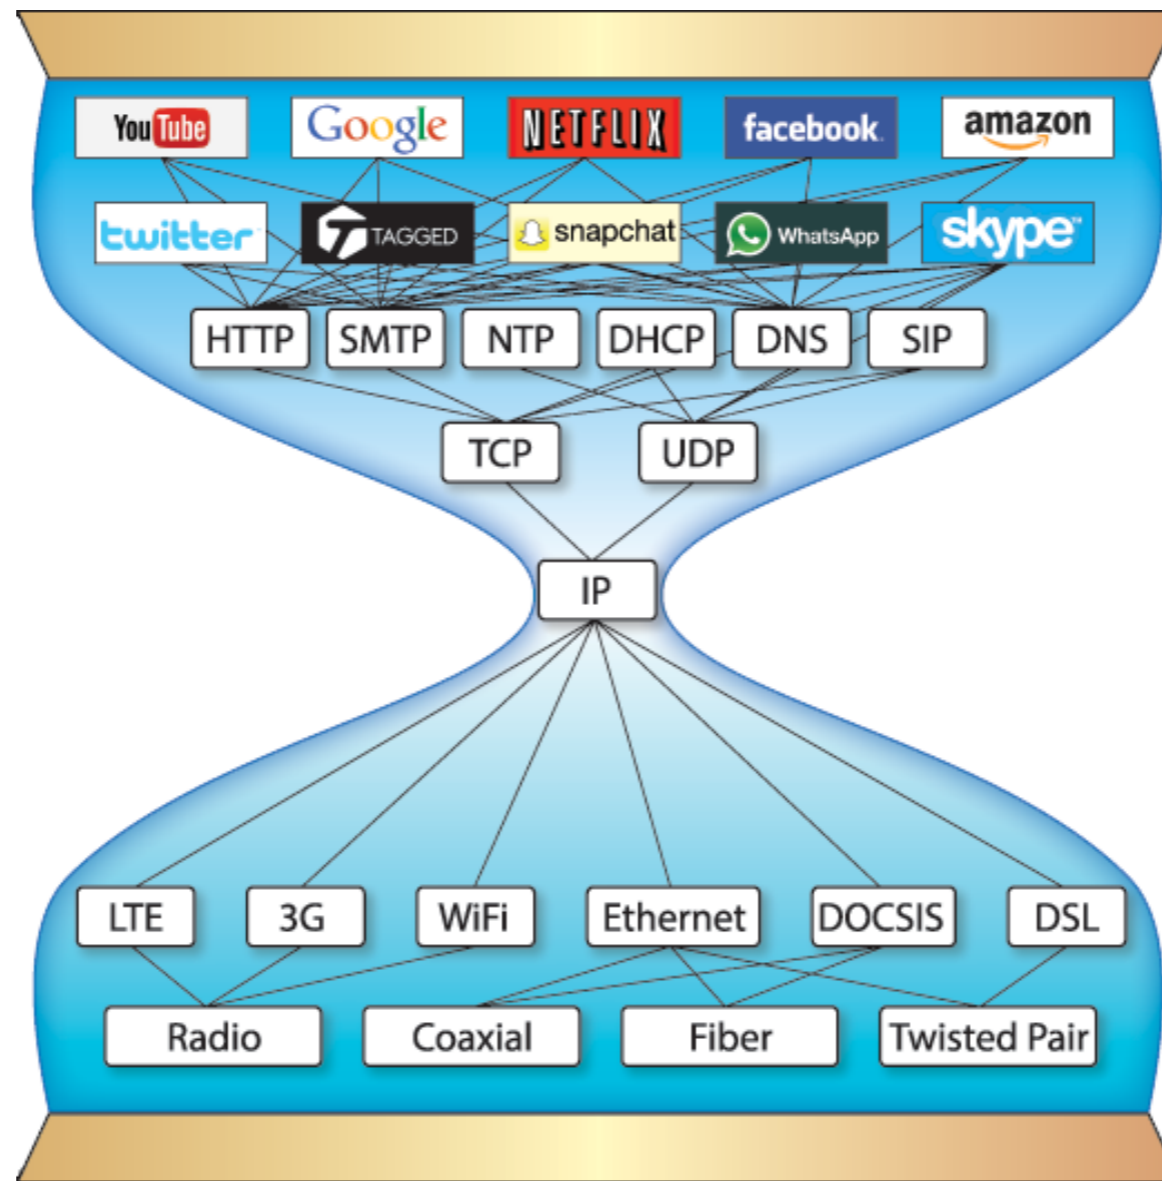 YouTube
Google
NETFLIX
facebook
amazon
twitter
TAGGED
snapchat
WhatsApp
skype™
HTTP
SMTP
NTP
DHCP
DNS
SIP
TCP
UDP
IP
LTE
3G
WiFi
Ethernet
DOCSIS
DSL
Radio
Coaxial
Fiber
Twisted Pair